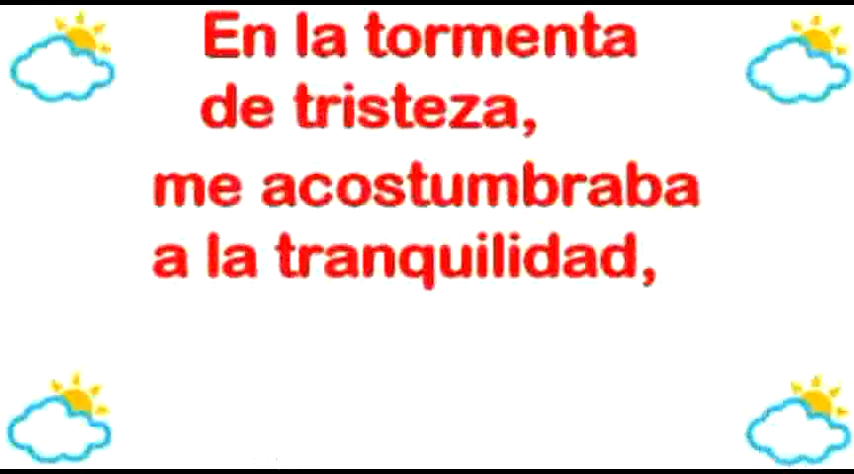 En la tormenta
de tristeza,
me acostumbraba
a la tranquilidad,